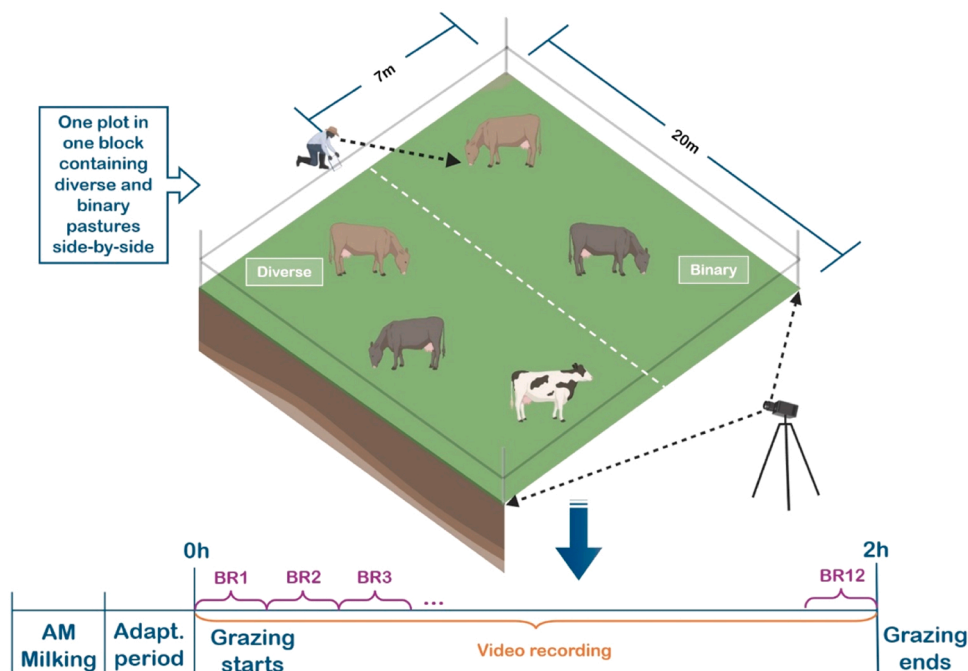 7m
20m
One plot in
one block
containing
diverse and
binary
pastures
side-by-side
Diverse
Binary
0h
2h
BR1
BR2
BR3
...
BR12
AM
Milking
Adapt.
period
Grazing
starts
Video recording
Grazing
ends